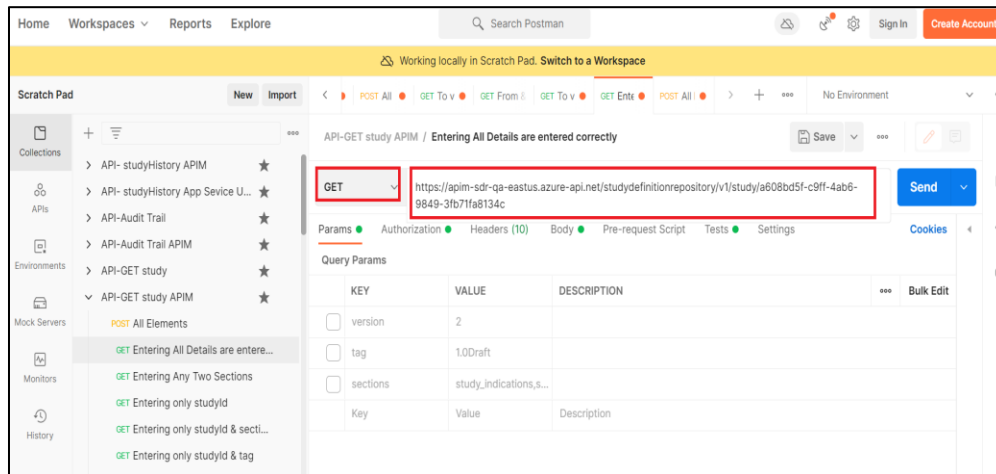 Home Workspaces Reports Explore Search Postman Sign In Create Account
Working locally in Scratch Pad. Switch to a Workspace
Scratch Pad New Import
POST All GET To v GET From & GET To v GET Ente POST All No Environment
API-GET study APIM / Entering All Details are entered correctly Save
Collections
APIs
Environments
Mock Servers
Monitors
History
API- studyHistory APIM
API- studyHistory App Sevice U...
API-Audit Trail
API-Audit Trail APIM
API-GET study
API-GET study APIM
POST All Elements
GET Entering All Details are entere...
GET Entering Any Two Sections
GET Entering only studyId
GET Entering only studyId & secti...
GET Entering only studyId & tag
GET
https://apim-sdr-qa-eastus.azure-api.net/studydefinitionrepository/v1/study/a608bd5f-c9ff-4ab6-
9849-3fb71fa8134c
Send
Params Authorization Headers (10) Body Pre-request Script Tests Settings Cookies
Query Params
KEY VALUE DESCRIPTION Bulk Edit
version 2
tag 1.0Draft
sections study_indications,s...
Key Value Description